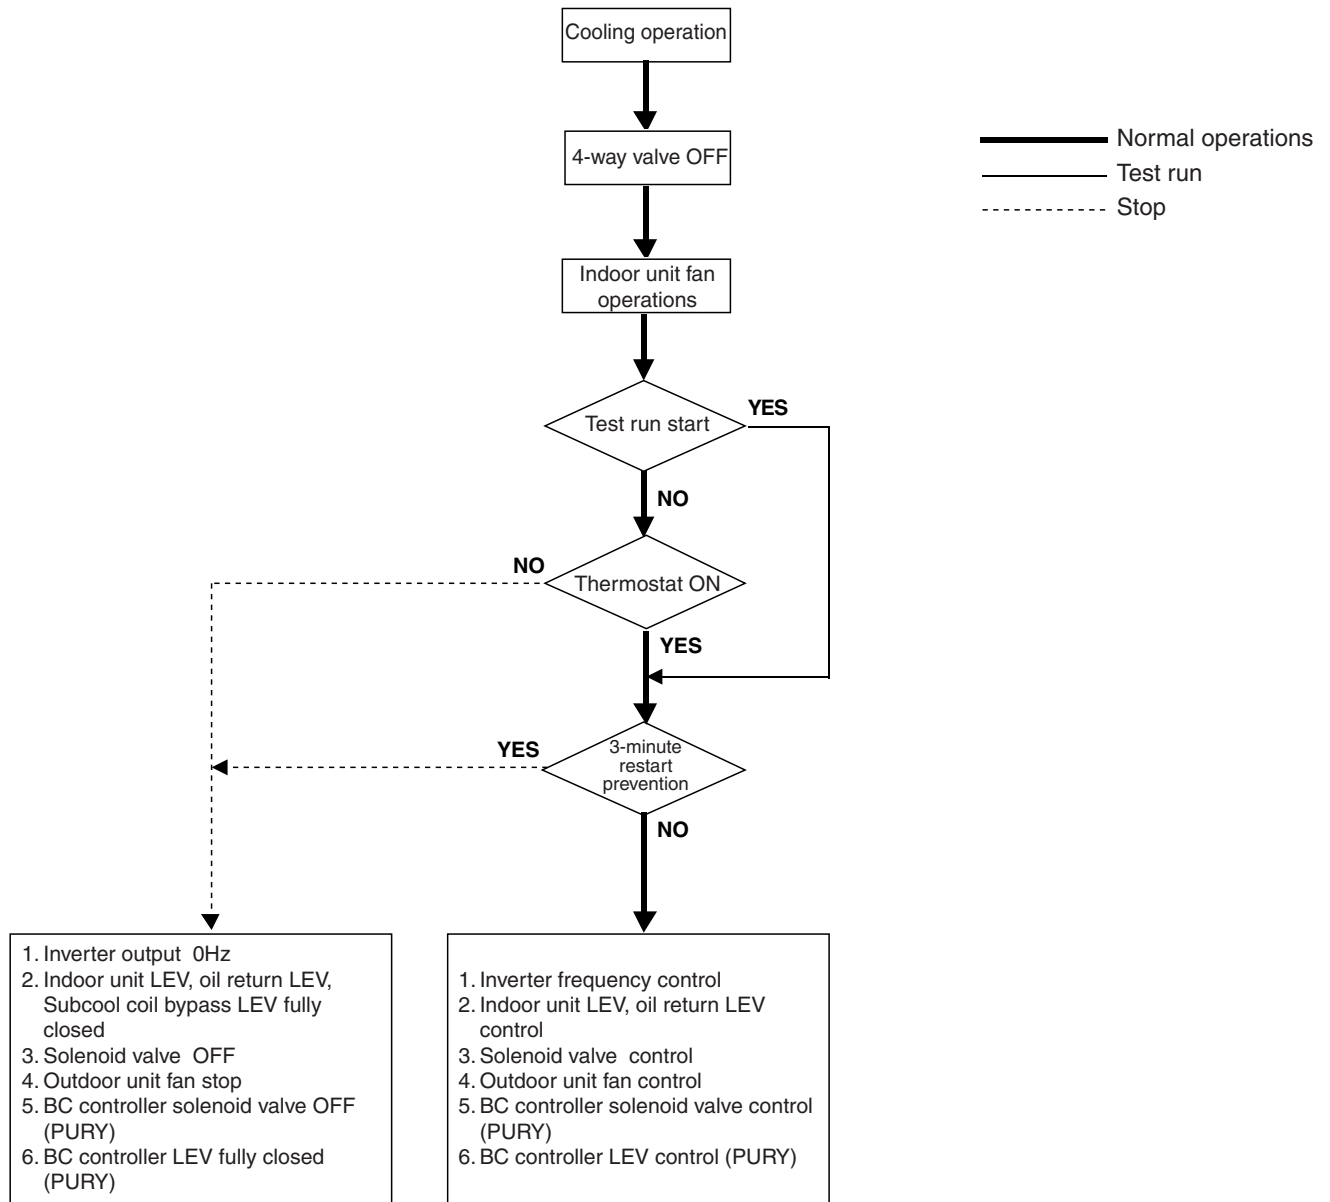 Cooling operation
Normal operations
Test run
Stop
4-way valve OFF
Indoor unit fan
operations
Test run start
YES
NO
Thermostat ON
NO
YES
3-minute
restart
prevention
YES
NO
1. Inverter output 0Hz
2. Indoor unit LEV, oil return LEV,
Subcool coil bypass LEV fully
closed
3. Solenoid valve OFF
4. Outdoor unit fan stop
5. BC controller solenoid valve OFF
(PURY)
6. BC controller LEV fully closed
(PURY)
1. Inverter frequency control
2. Indoor unit LEV, oil return LEV
control
3. Solenoid valve control
4. Outdoor unit fan control
5. BC controller solenoid valve control
(PURY)
6. BC controller LEV control (PURY)